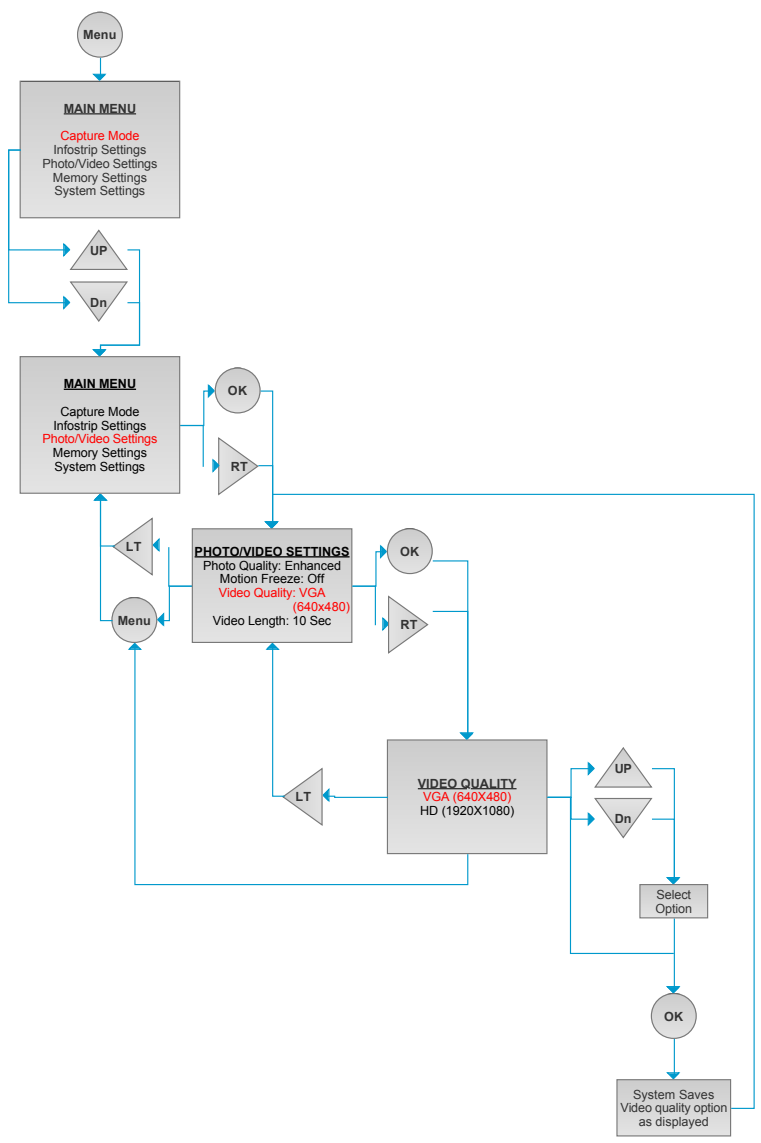 Menu
MAIN MENU
Capture Mode
Infostrip Settings
Photo/Video Settings
Memory Settings
System Settings
UP
Dn
MAIN MENU
Capture Mode
Infostrip Settings
Photo/Video Settings
Memory Settings
System Settings
OK
RT
LT
Menu
PHOTO/VIDEO SETTINGS
Photo Quality: Enhanced
Motion Freeze: Off
Video Quality: VGA
(640x480)
Video Length: 10 Sec
OK
RT
LT
VIDEO QUALITY
VGA (640X480)
HD (1920X1080)
UP
Dn
Select
Option
OK
System Saves
Video quality option
as displayed